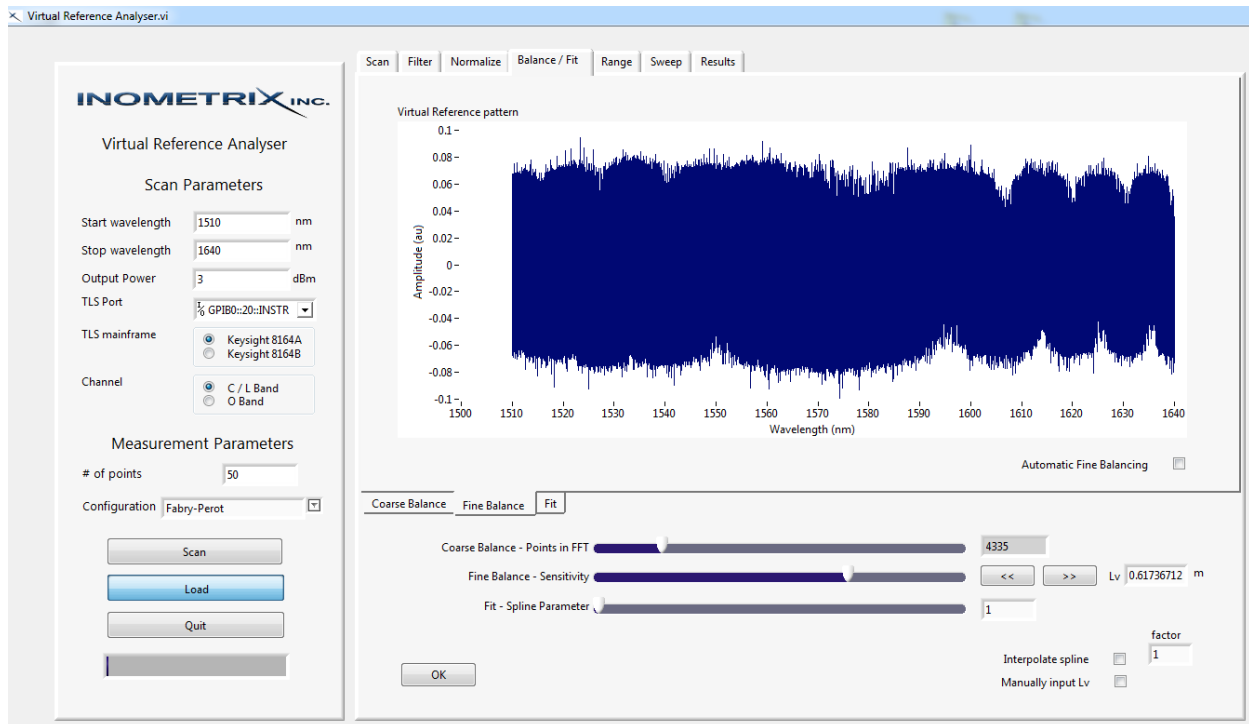 Virtual Reference Analyser.vi
INOMETRIX INC.
Virtual Reference Analyser
Scan Parameters
Start wavelength 1510 nm
Stop wavelength 1640 nm
Output Power 3 dBm
TLS Port GPIB0::20::INSTR
TLS mainframe
Keysight 8164A
Keysight 8164B
Channel
C / L Band
O Band
Measurement Parameters
# of points 50
Configuration Fabry-Perot
Scan
Load
Quit
Scan Filter Normalize Balance / Fit Range Sweep Results
Virtual Reference pattern
Amplitude (au)
0.1
0.08
0.06
0.04
0.02
0
-0.02
-0.04
-0.06
-0.08
-0.1
1500 1510 1520 1530 1540 1550 1560 1570 1580 1590 1600 1610 1620 1630 1640
Wavelength (nm)
Automatic Fine Balancing
Coarse Balance Fine Balance Fit
Coarse Balance - Points in FFT 4335
Fine Balance - Sensitivity << >> Lv 0.61736712 m
Fit - Spline Parameter 1
factor
Interpolate spline 1
Manually input Lv
OK